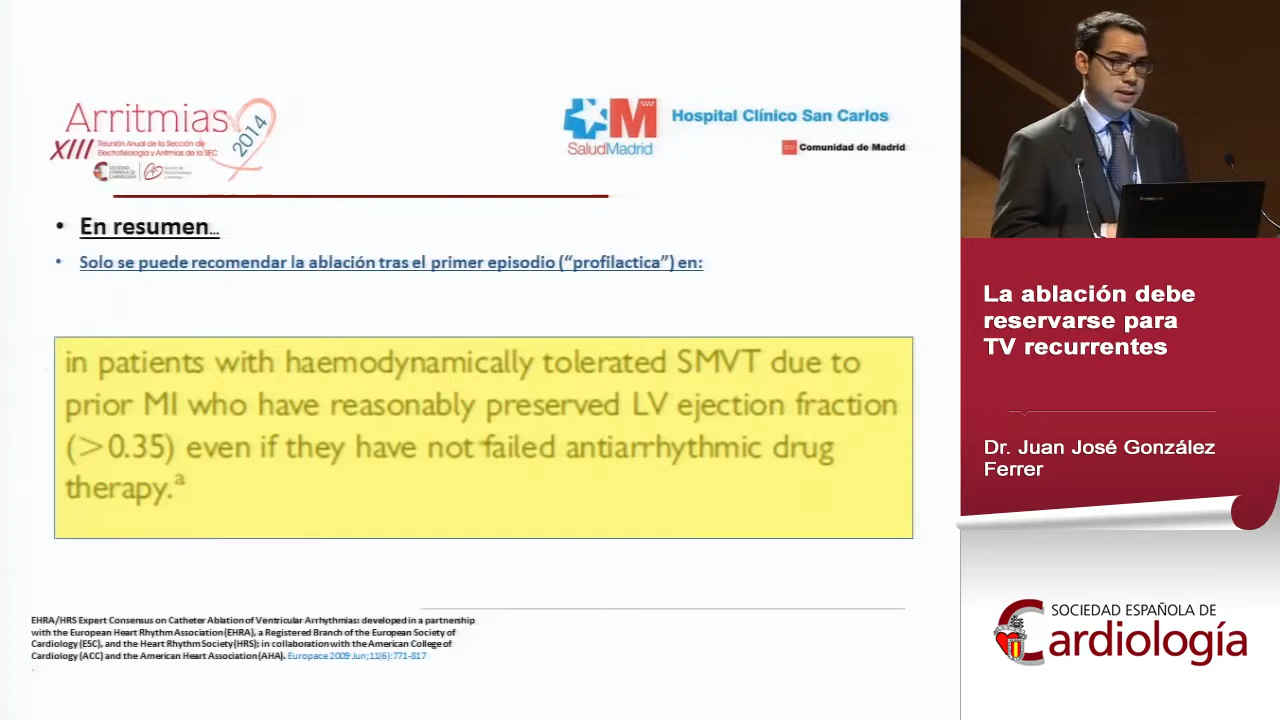 Arritmias
2014
XIII
Reunión Anual de la Sección de
Electrofisiología y Arritmias de la SEC
SOCIEDAD
ESPAÑOLA DE
CARDIOLOGÍA
SaludMadrid
Hospital Clínico San Carlos
Comunidad de Madrid
• En resumen...
• Solo se puede recomendar la ablación tras el primer episodio (“profilactica”) en:
in patients with haemodynamically tolerated SMVT due to
prior MI who have reasonably preserved LV ejection fraction
(>0.35) even if they have not failed antiarrhythmic drug
therapy.a
EHRA/HRS Expert Consensus on Catheter Ablation of Ventricular Arrhythmias: developed in a partnership
with the European Heart Rhythm Association (EHRA), a Registered Branch of the European Society of
Cardiology (ESC), and the Heart Rhythm Society (HRS); in collaboration with the American College of
Cardiology (ACC) and the American Heart Association (AHA). Europace 2009 Jun;11(6):771-817
.
La ablación debe
reservarse para
TV recurrentes
Dr. Juan José González
Ferrer
SOCIEDAD ESPAÑOLA DE
Cardiología